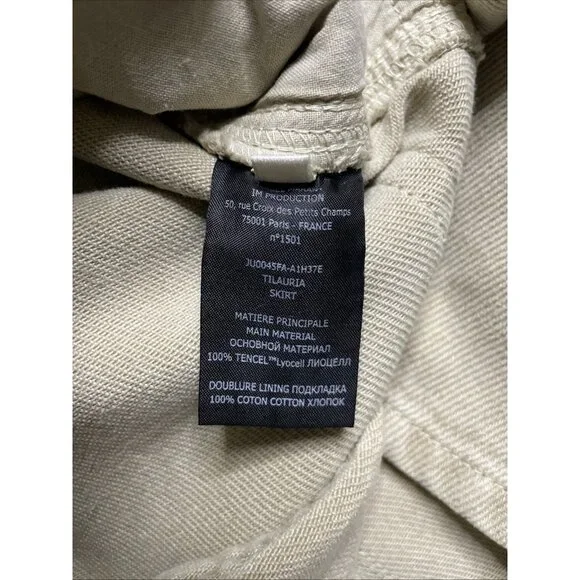 IM PRODUCTION
50, rue Croix des Petits Champs
75001 Paris - FRANCE
n°1501
JU0045FA-A1H37E
TILAURIA
SKIRT
MATIERE PRINCIPALE
MAIN MATERIAL
ОСНОВНОЙ МАТЕРИАЛ
100% TENCEL™Lyocell ЛИОЦЕЛЛ
DOUBLURE LINING ПОДКЛАДКА
100% COTON COTTON ХЛОПОК